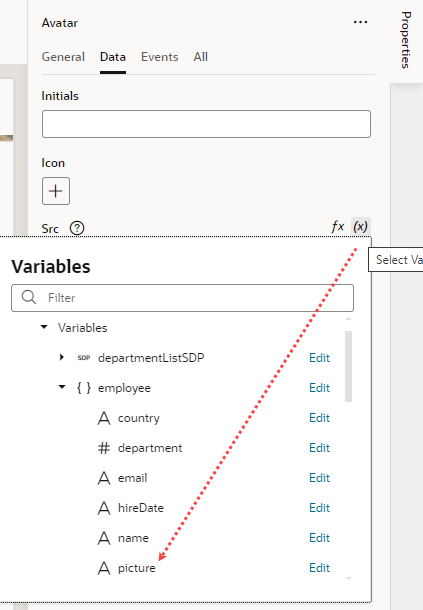 Avatar
...
Properties
General Data Events All
Initials
Icon
Src ? ƒx (x)
Variables
Select Va
Filter
Variables
SDP departmentListSDP Edit
{ } employee Edit
A country Edit
# department Edit
A email Edit
A hireDate Edit
A name Edit
A picture Edit